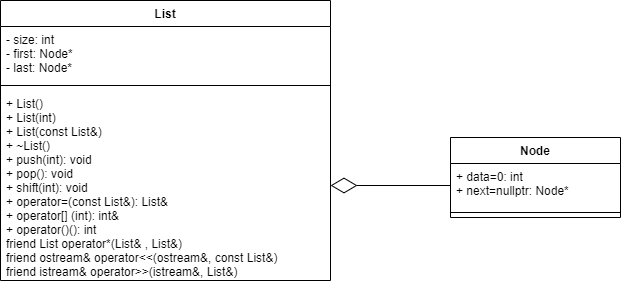 List
- size: int
- first: Node*
- last: Node*
+ List()
+ List(int)
+ List(const List&)
+ ~List()
+ push(int): void
+ pop(): void
+ shift(int): void
+ operator=(const List&): List&
+ operator[] (int): int&
+ operator()(): int
friend List operator*(List& , List&)
friend ostream& operator<<(ostream&, const List&)
friend istream& operator>>(istream&, List&)
Node
+ data=0: int
+ next=nullptr: Node*